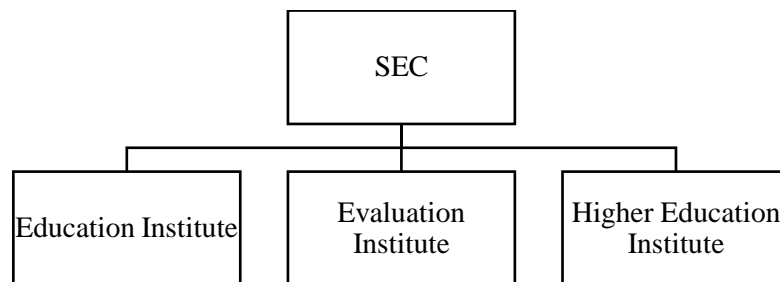 SEC
Education Institute
Evaluation
Institute
Higher Education
Institute